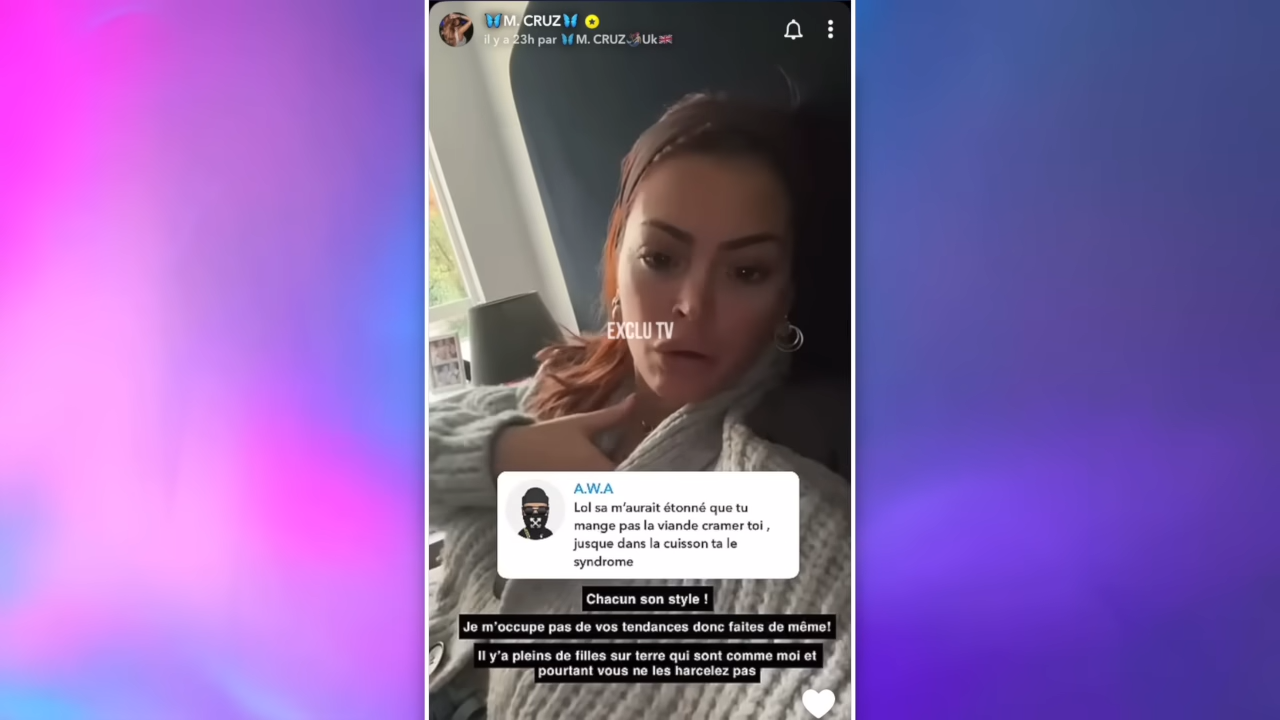 🦋M. CRUZ🦋
il y a 23h par 🦋M. CRUZ🧞‍♂️Uk🇬🇧
EXCLU TV
A.W.A
Lol sa m'aurait étonné que tu
mange pas la viande cramer toi ,
jusque dans la cuisson ta le
syndrome
Chacun son style !
Je m'occupe pas de vos tendances donc faites de même!
Il y'a pleins de filles sur terre qui sont comme moi et
pourtant vous ne les harcelez pas